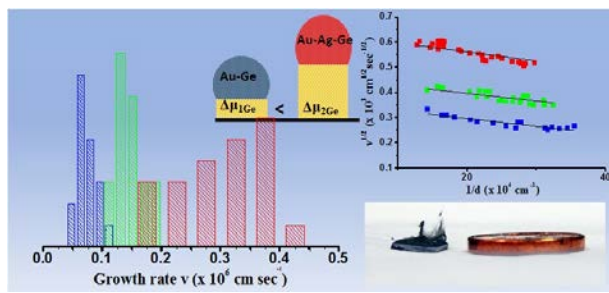 Au-Ge
Δμ1Ge
<
Au-Ag-Ge
Δμ2Ge
0.0
0.1
0.2
0.3
0.4
0.5
Growth rate v (x 10⁶ cm sec⁻¹)
0.7
0.6
0.5
0.4
0.3
0.2
0.1
20
40
1/d (x 10⁴ cm⁻¹)